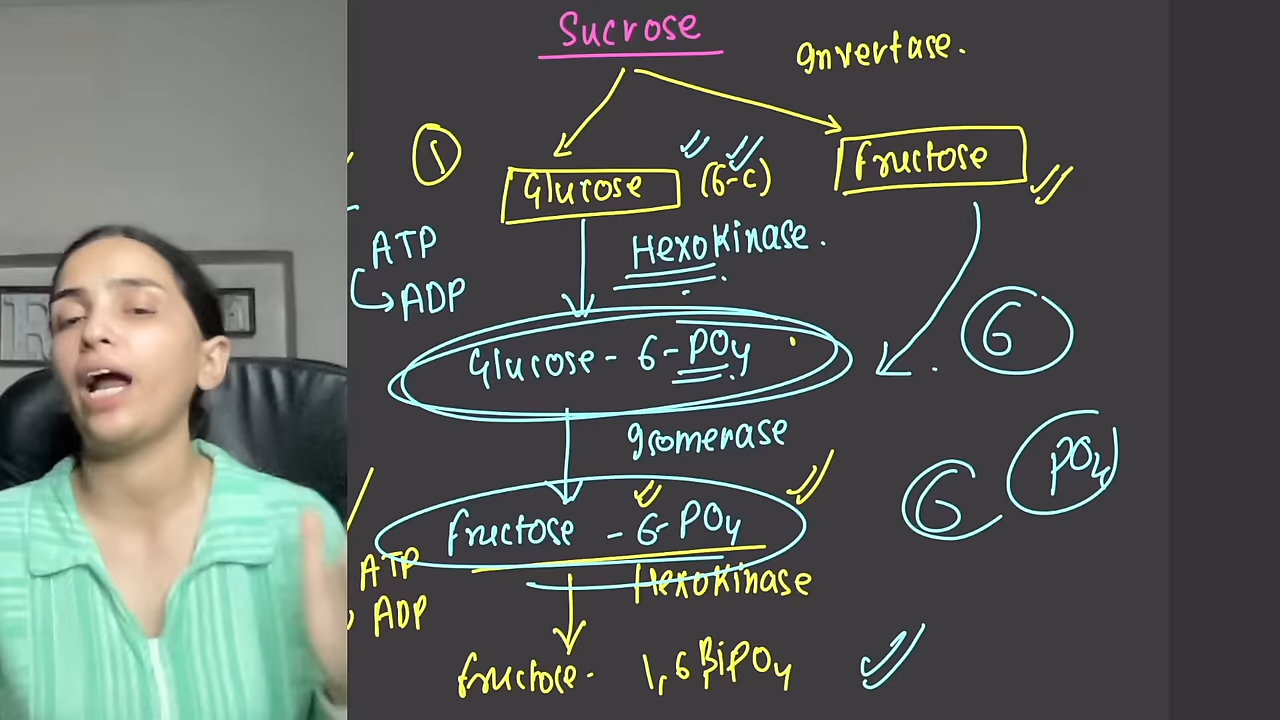 Sucrose
Invertase.
1
Glucose (6-C)
Fructose
ATP
ADP
Hexokinase.
Glucose - 6 - PO4
G
Isomerase
PO4
G
Fructose - 6 - PO4
ATP
ADP
Hexokinase
Fructose - 1,6 BiPO4